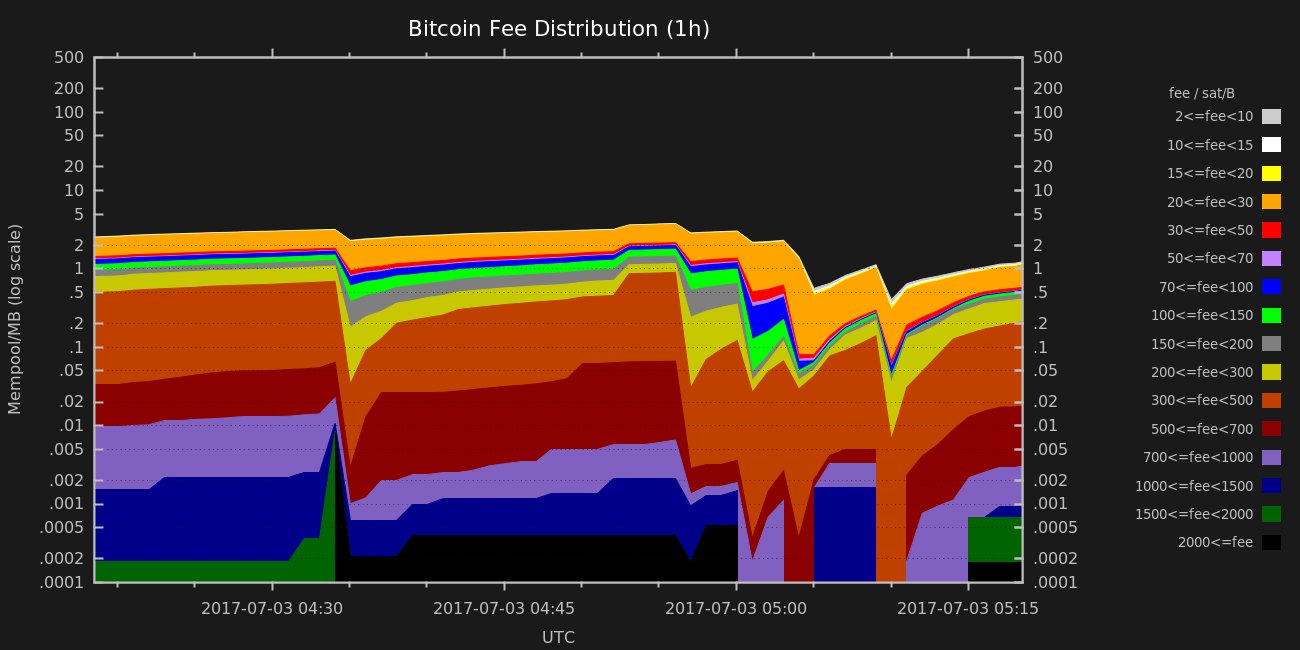 Bitcoin Fee Distribution (1h)
Mempool/MB (log scale)
500
200
100
50
20
10
5
2
1
.5
.2
.1
.05
.02
.01
.005
.002
.001
.0005
.0002
.0001
500
200
100
50
20
10
5
2
1
.5
.2
.1
.05
.02
.01
.005
.002
.001
.0005
.0002
.0001
2017-07-03 04:30 2017-07-03 04:45 2017-07-03 05:00 2017-07-03 05:15
UTC
fee / sat/B
2<=fee<10
10<=fee<15
15<=fee<20
20<=fee<30
30<=fee<50
50<=fee<70
70<=fee<100
100<=fee<150
150<=fee<200
200<=fee<300
300<=fee<500
500<=fee<700
700<=fee<1000
1000<=fee<1500
1500<=fee<2000
2000<=fee